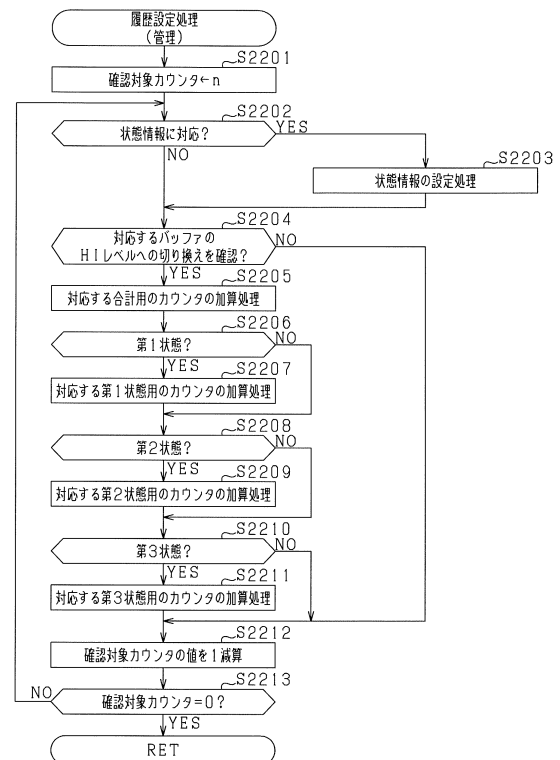 履歴設定処理
(管理)
S2201
確認対象カウンタ←n
S2202
状態情報に対応?
YES
NO
S2203
状態情報の設定処理
S2204
対応するバッファの
HIレベルへの切り換えを確認?
NO
YES
S2205
対応する合計用のカウンタの加算処理
S2206
第1状態?
NO
YES
S2207
対応する第1状態用のカウンタの加算処理
S2208
第2状態?
NO
YES
S2209
対応する第2状態用のカウンタの加算処理
S2210
第3状態?
NO
YES
S2211
対応する第3状態用のカウンタの加算処理
S2212
確認対象カウンタの値を1減算
S2213
NO
確認対象カウンタ=0?
YES
RET